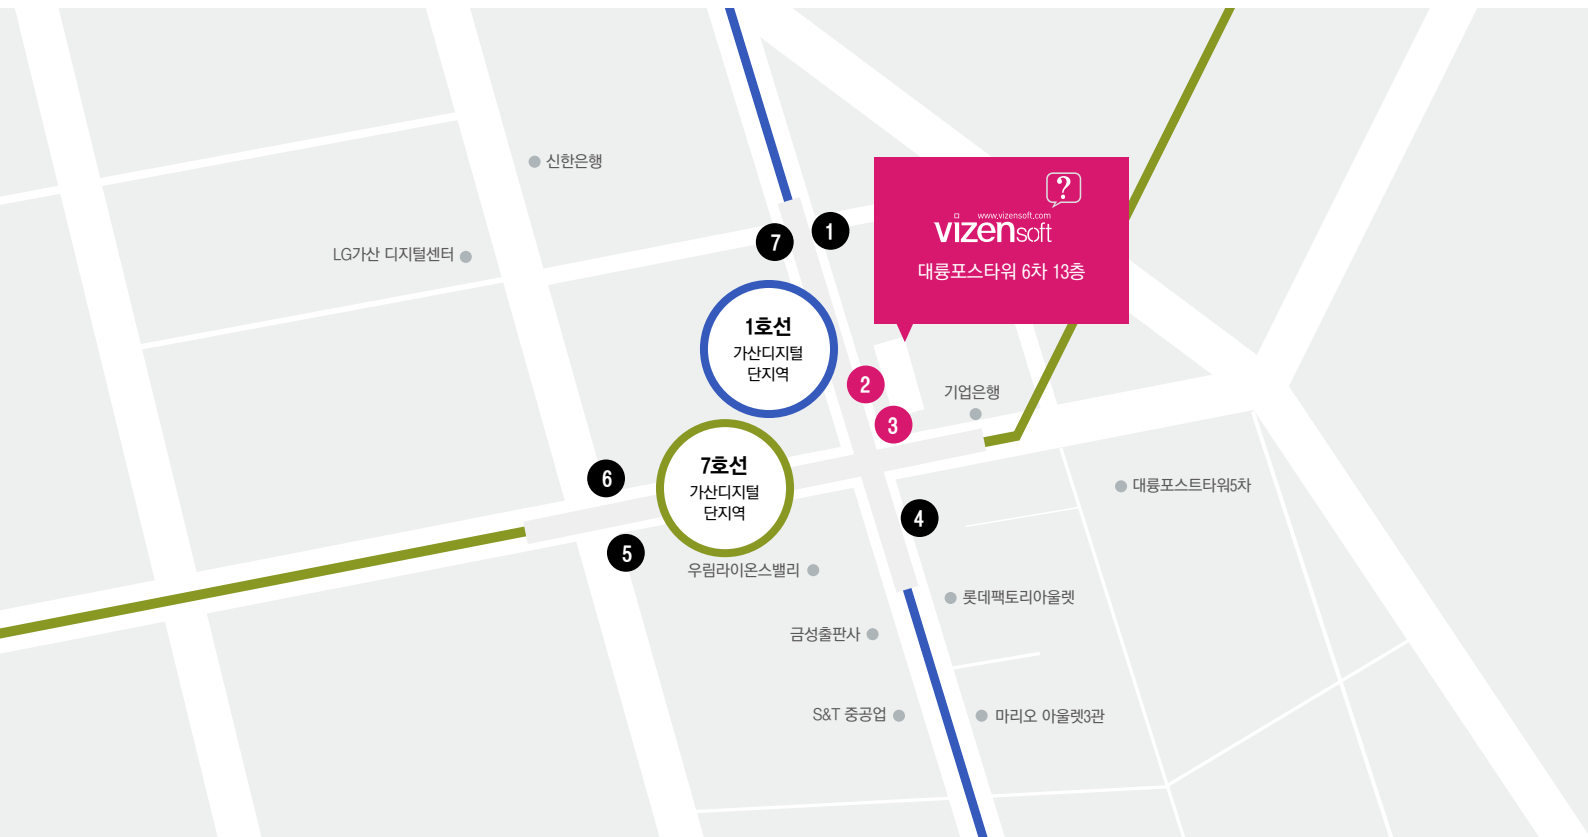 신한은행
LG가산 디지털센터
7
1
?
www.vizensoft.com
vizensoft
대륭포스타워 6차 13층
1호선
가산디지털
단지역
2
3
기업은행
7호선
가산디지털
단지역
6
5
4
대륭포스트타워5차
우림라이온스밸리
롯데팩토리아울렛
금성출판사
S&T 중공업
마리오 아울렛3관